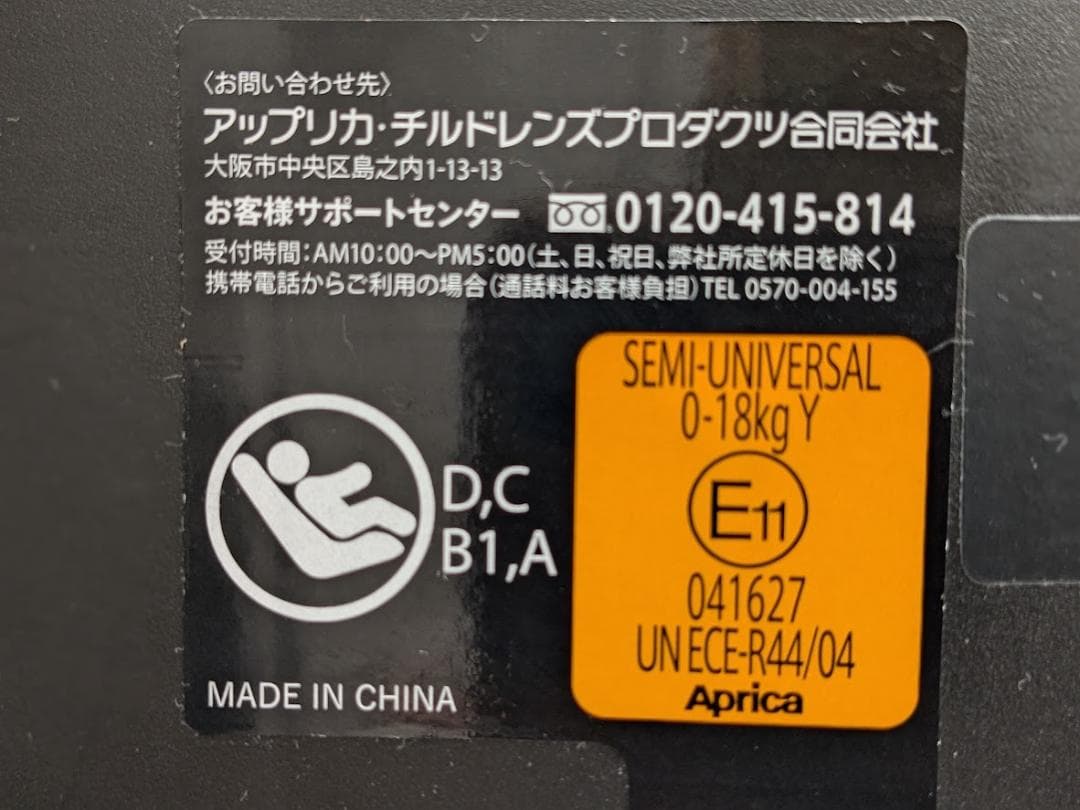 〈お問い合わせ先〉
アップリカ・チルドレンズプロダクツ合同会社
大阪市中央区島之内1-13-13
お客様サポートセンター 0120-415-814
受付時間:AM10:00〜PM5:00(土、日、祝日、弊社所定休日を除く)
携帯電話からご利用の場合(通話料お客様負担)TEL 0570-004-155
SEMI-UNIVERSAL
0-18kg Y
E11
041627
UN ECE-R44/04
Aprica
D,C
B1,A
MADE IN CHINA